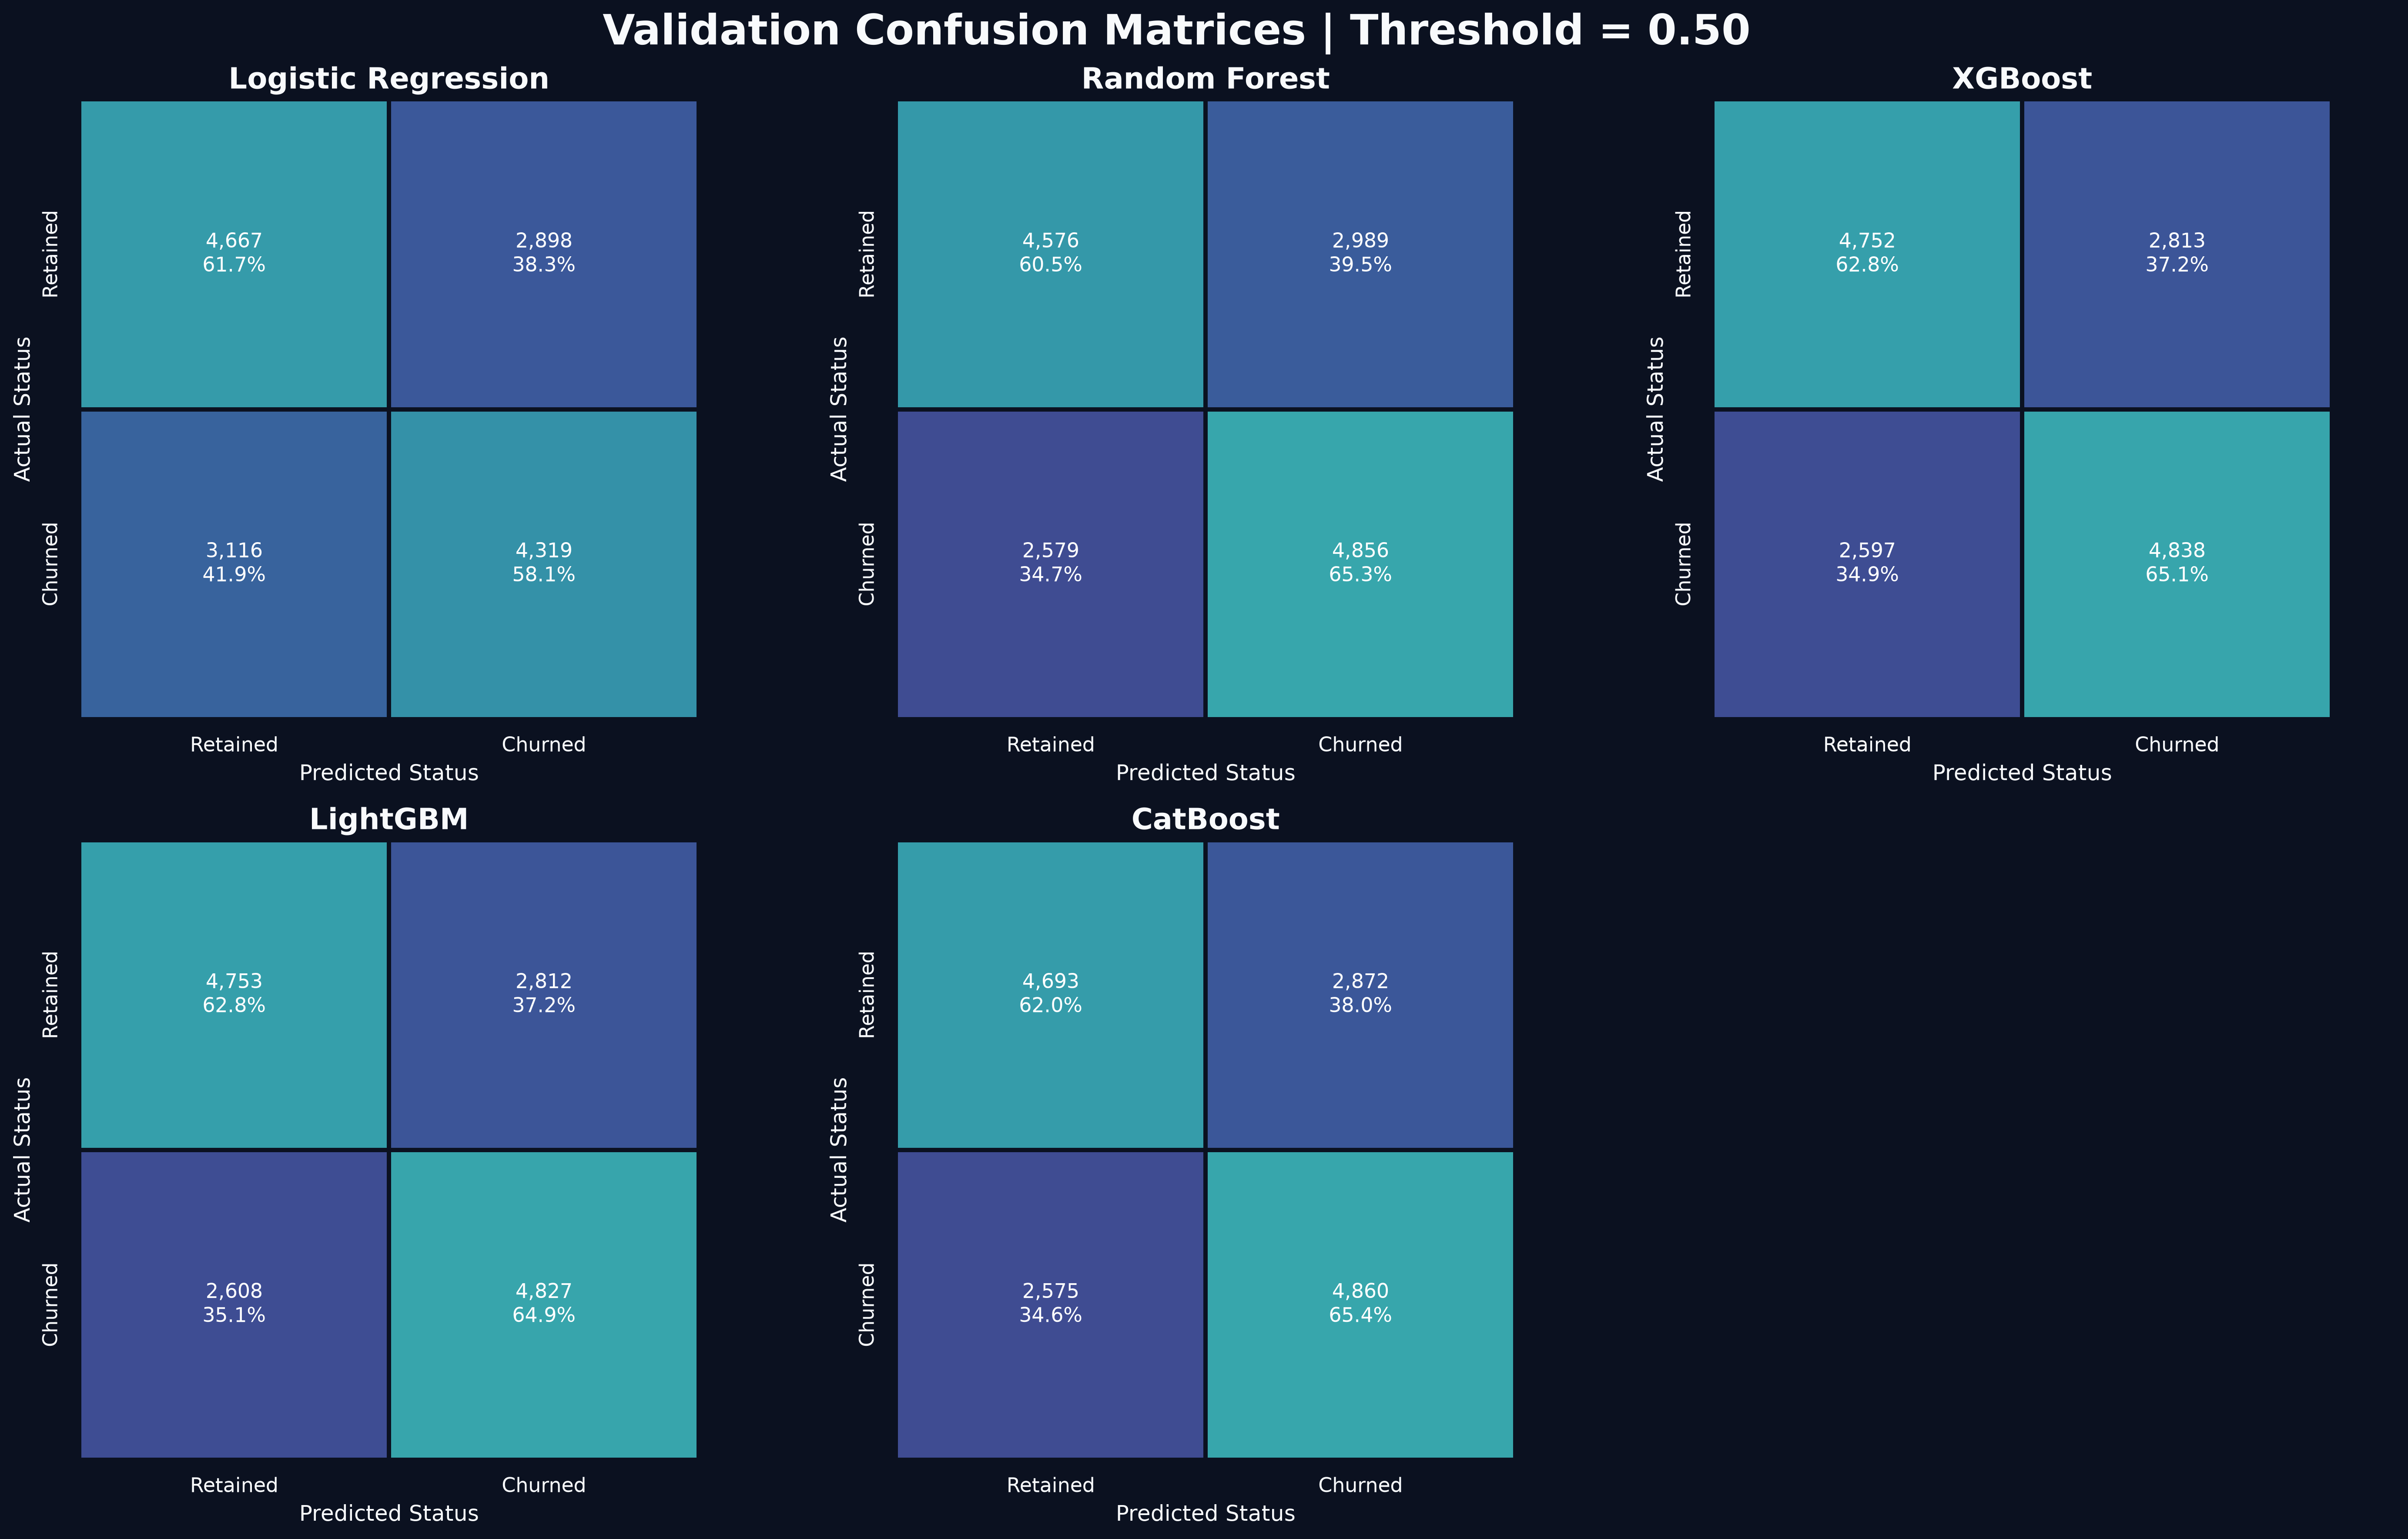 Validation Confusion Matrices | Threshold = 0.50
Logistic Regression
Actual Status
Retained
4,667
61.7%
2,898
38.3%
Churned
3,116
41.9%
4,319
58.1%
Retained
Churned
Predicted Status
Random Forest
Actual Status
Retained
4,576
60.5%
2,989
39.5%
Churned
2,579
34.7%
4,856
65.3%
Retained
Churned
Predicted Status
XGBoost
Actual Status
Retained
4,752
62.8%
2,813
37.2%
Churned
2,597
34.9%
4,838
65.1%
Retained
Churned
Predicted Status
LightGBM
Actual Status
Retained
4,753
62.8%
2,812
37.2%
Churned
2,608
35.1%
4,827
64.9%
Retained
Churned
Predicted Status
CatBoost
Actual Status
Retained
4,693
62.0%
2,872
38.0%
Churned
2,575
34.6%
4,860
65.4%
Retained
Churned
Predicted Status